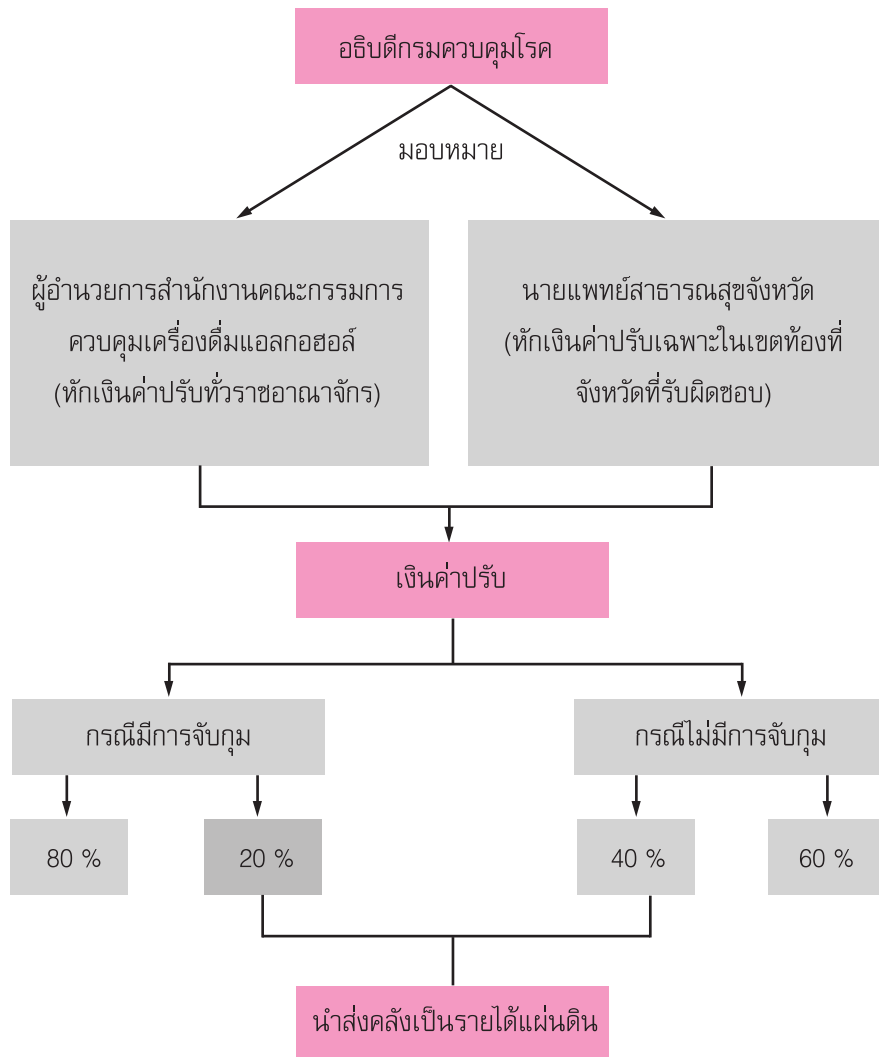 อธิบดีกรมควบคุมโรค
มอบหมาย
ผู้อำนวยการสำนักงานคณะกรรมการ
ควบคุมเครื่องดื่มแอลกอฮอล์
(หักเงินค่าปรับทั่วราชอาณาจักร)
นายแพทย์สาธารณสุขจังหวัด
(หักเงินค่าปรับเฉพาะในเขตท้องที่
จังหวัดที่รับผิดชอบ)
เงินค่าปรับ
กรณีมีการจับกุม
กรณีไม่มีการจับกุม
80 %
20 %
40 %
60 %
นำส่งคลังเป็นรายได้แผ่นดิน